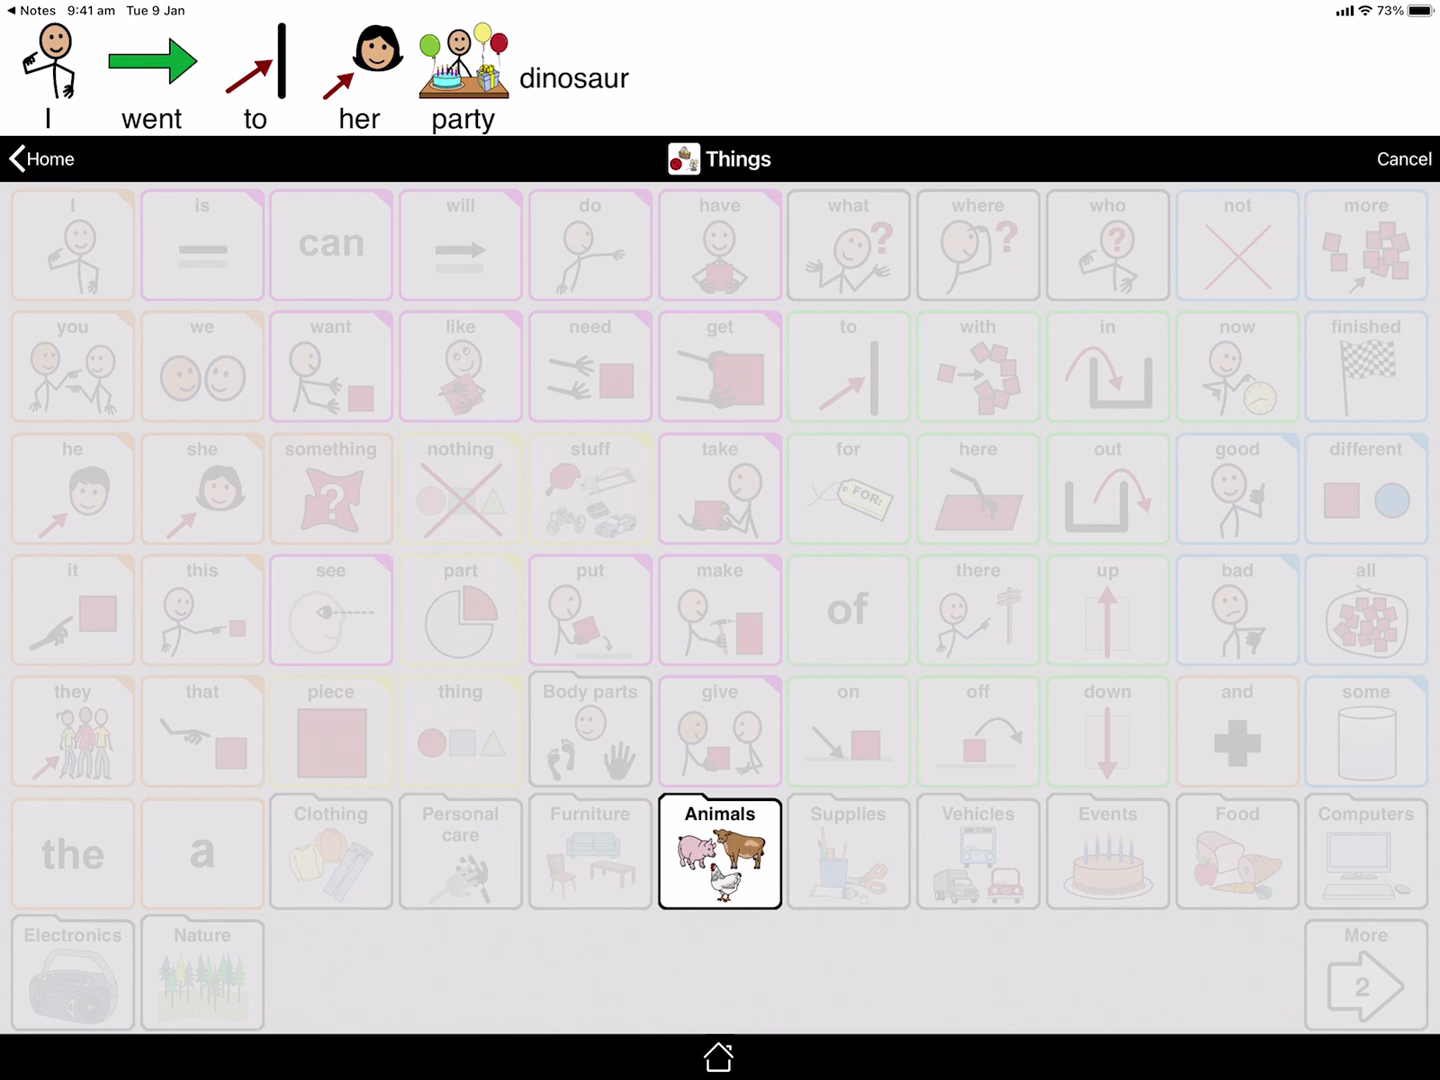 Notes 9:41 am Tue 9 Jan 73%
I went to her party dinosaur
Home Things Cancel
I is can will do have what where who not more
you we want like need get to with in now finished
he she something nothing stuff take for here out good different
FOR:
it this see part put make of there up bad all
they that piece thing Body parts give on off down and some
the a Clothing Personal care Furniture Animals Supplies Vehicles Events Food Computers
Electronics Nature More
2